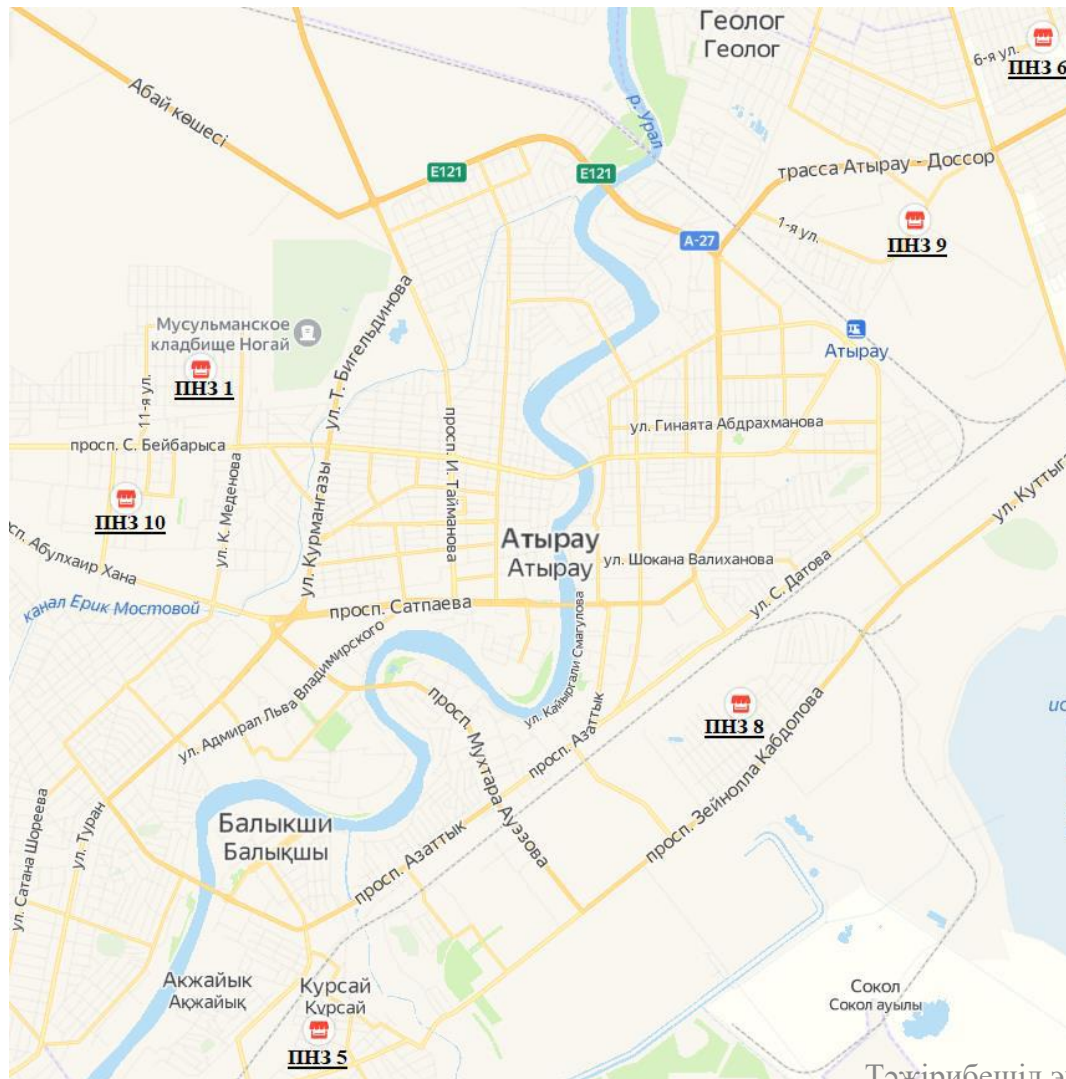 Геолог
Геолог
6-я ул.
ПНЗ 6
Абай көшесі
р. Урал
E121
E121
трасса Атырау - Доссор
1-я ул.
ПНЗ 9
А-27
Мусульманское
кладбище Ногай
ул. Т. Бигельдинова
Атырау
ПНЗ 1
11-я ул.
просп. И. Тайманова
ул. Гинаята Абдрахманова
просп. С. Бейбарыса
ул. К. Меденова
ул. Курмангазы
ПНЗ 10
Абулхаир Хана
Атырау
Атырау
ул. Шокана Валиханова
ул. С. Датова
канал Ерик Мостовой
просп. Сатпаева
ул. Адмирал Льва Владимирского
ул. Кайыргали Смагулова
просп. Мухтара Ауэзова
просп. Азаттык
ПНЗ 8
просп. Зейнолла Кабдолова
ул. Сатана Шореева
ул. Туран
Балыкши
Балықшы
просп. Азаттык
Акжайык
Ақжайық
Курсай
Құрсай
ПНЗ 5
Сокол
Сокол ауылы